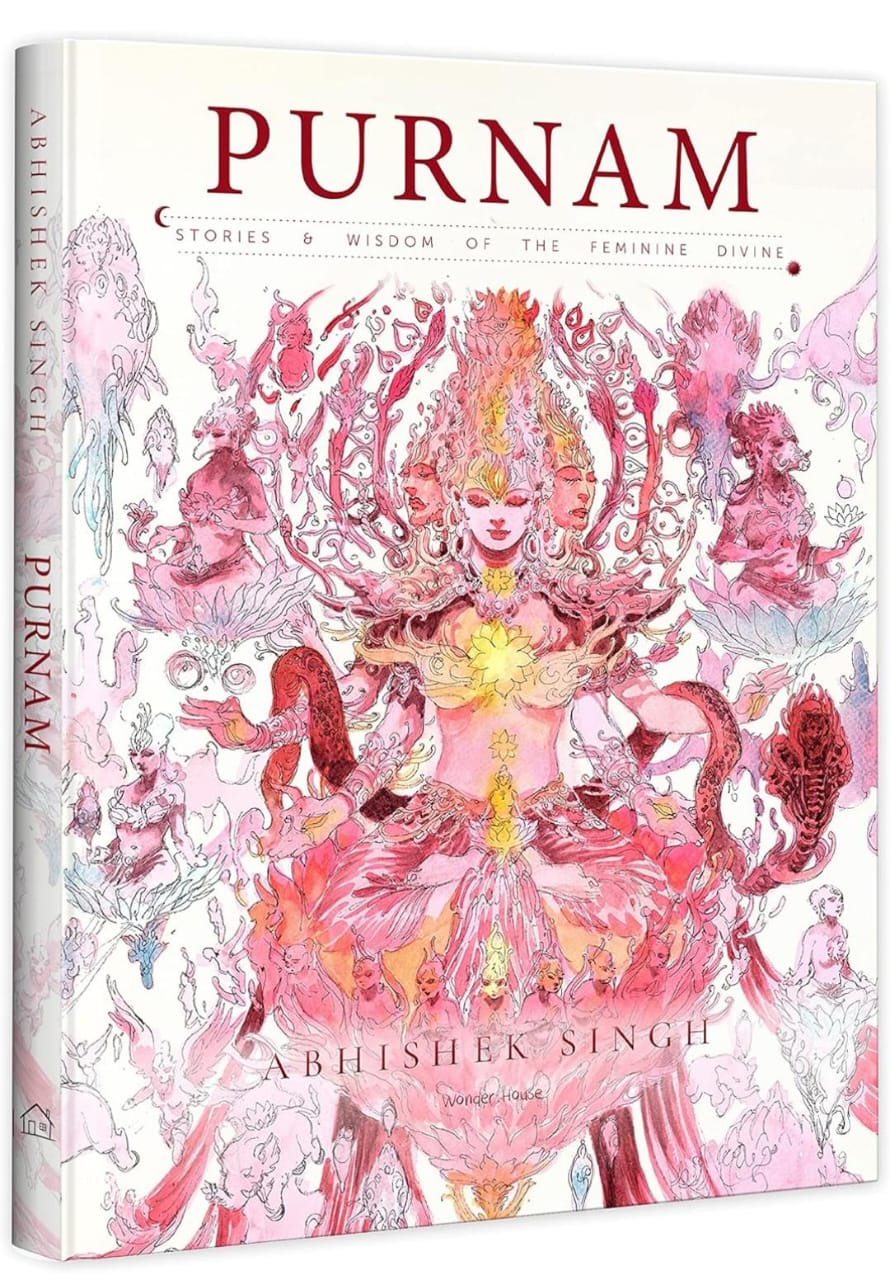 PURNAM
STORIES & WISDOM OF THE FEMININE DIVINE
ABHISHEK SINGH
Wonder House
ABHISHEK SINGH
PURNAM